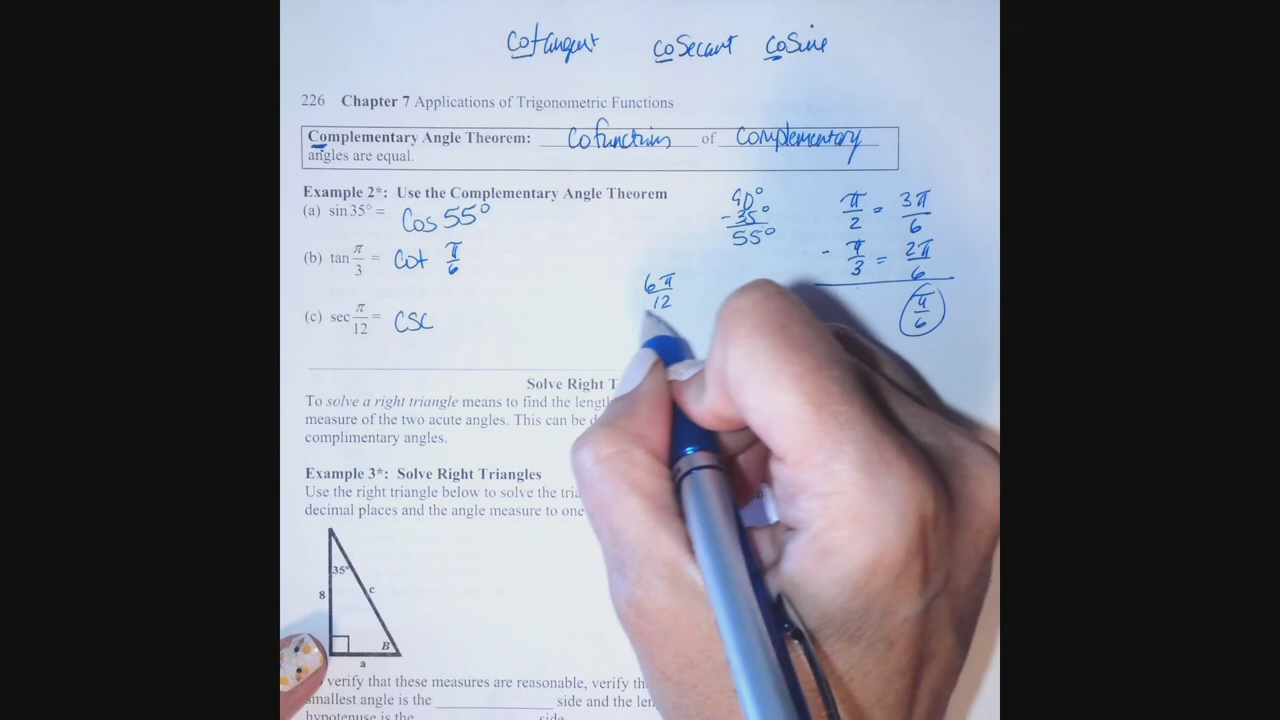 cotangent cosecant cosine
226 Chapter 7 Applications of Trigonometric Functions
Complementary Angle Theorem: Cofunctions of complementary
angles are equal.
Example 2*: Use the Complementary Angle Theorem
(a) sin 35° = cos 55°
90°
- 35°
55°
π/2 = 3π/6
- π/3 = 2π/6
π/6
(b) tan π/3 = cot π/6
6π/12
(c) sec π/12 = csc
Solve Right T
To solve a right triangle means to find the length
measure of the two acute angles. This can be d
complimentary angles.
Example 3*: Solve Right Triangles
Use the right triangle below to solve the tria
decimal places and the angle measure to one
35°
8
c
B
a
verify that these measures are reasonable, verify th
smallest angle is the ____________ side and the len
hypotenuse is the ____________ side.